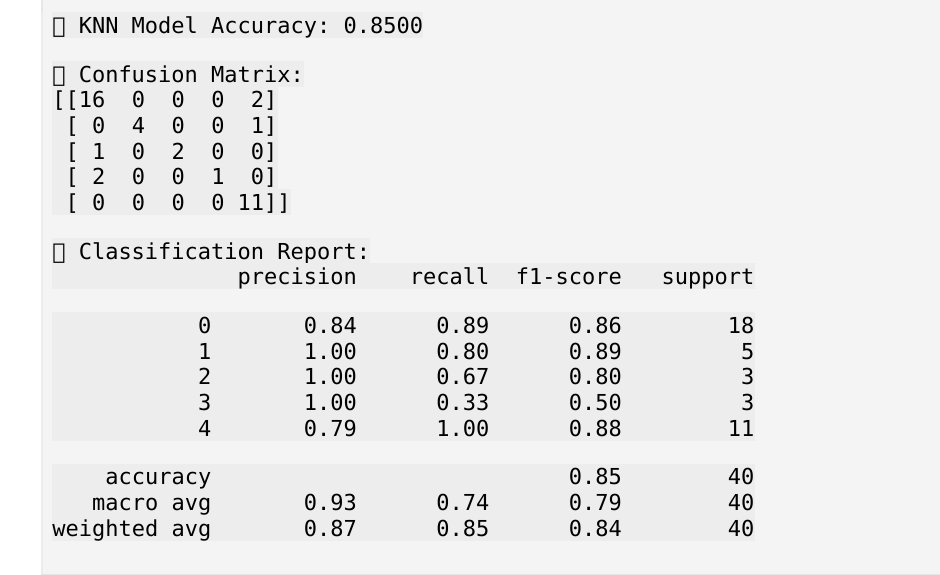 ▯ KNN Model Accuracy: 0.8500
▯ Confusion Matrix:
[[16  0  0  0  2]
 [ 0  4  0  0  1]
 [ 1  0  2  0  0]
 [ 2  0  0  1  0]
 [ 0  0  0  0 11]]
▯ Classification Report:
              precision    recall  f1-score   support
           0       0.84      0.89      0.86        18
           1       1.00      0.80      0.89         5
           2       1.00      0.67      0.80         3
           3       1.00      0.33      0.50         3
           4       0.79      1.00      0.88        11
    accuracy                           0.85        40
   macro avg       0.93      0.74      0.79        40
weighted avg       0.87      0.85      0.84        40